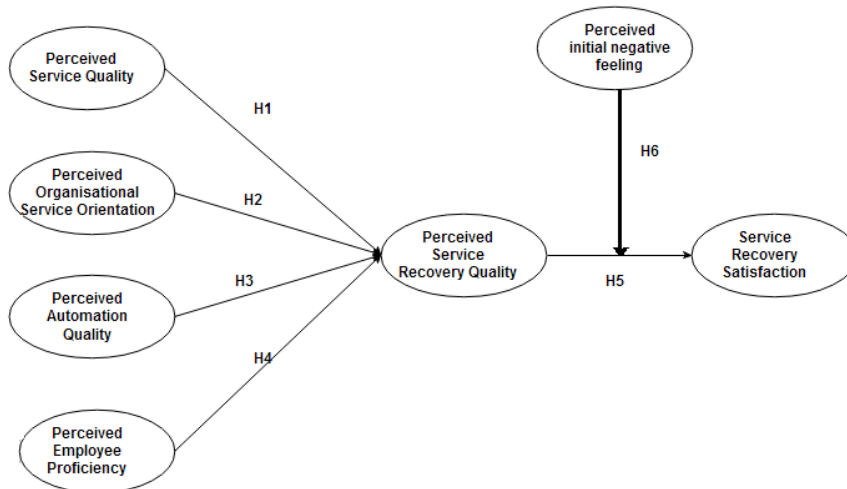 Perceived
Service Quality
H1
Perceived
Organisational
Service Orientation
H2
Perceived
Automation
Quality
H3
Perceived
Employee
Proficiency
H4
Perceived
Service
Recovery Quality
Perceived
initial negative
feeling
H6
H5
Service
Recovery
Satisfaction